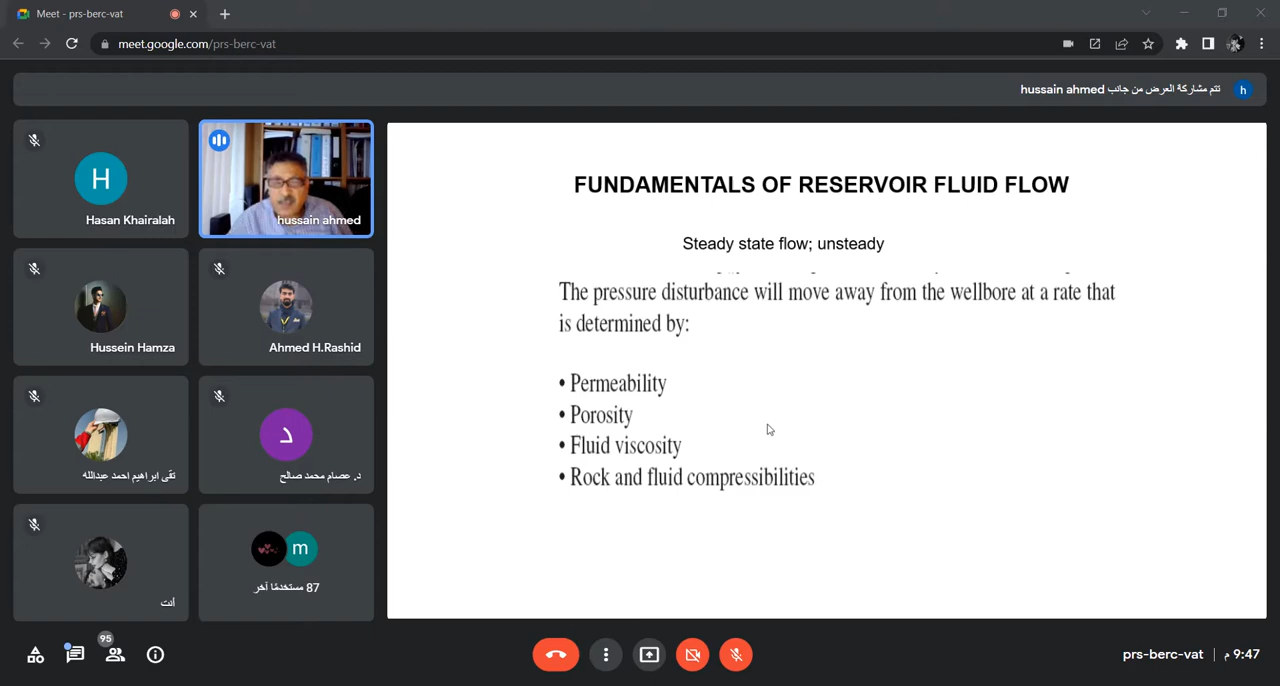 Meet - prs-berc-vat
meet.google.com/prs-berc-vat
تتم مشاركة العرض من جانب hussain ahmed
h
H
Hasan Khairalah
hussain ahmed
Hussein Hamza
Ahmed H.Rashid
تقى ابراهيم احمد عبدالله
د
د. عصام محمد صالح
أنت
m
87 مستخدمًا آخر
FUNDAMENTALS OF RESERVOIR FLUID FLOW
Steady state flow; unsteady
The pressure disturbance will move away from the wellbore at a rate that
is determined by:
• Permeability
• Porosity
• Fluid viscosity
• Rock and fluid compressibilities
95
prs-berc-vat
9:47 م